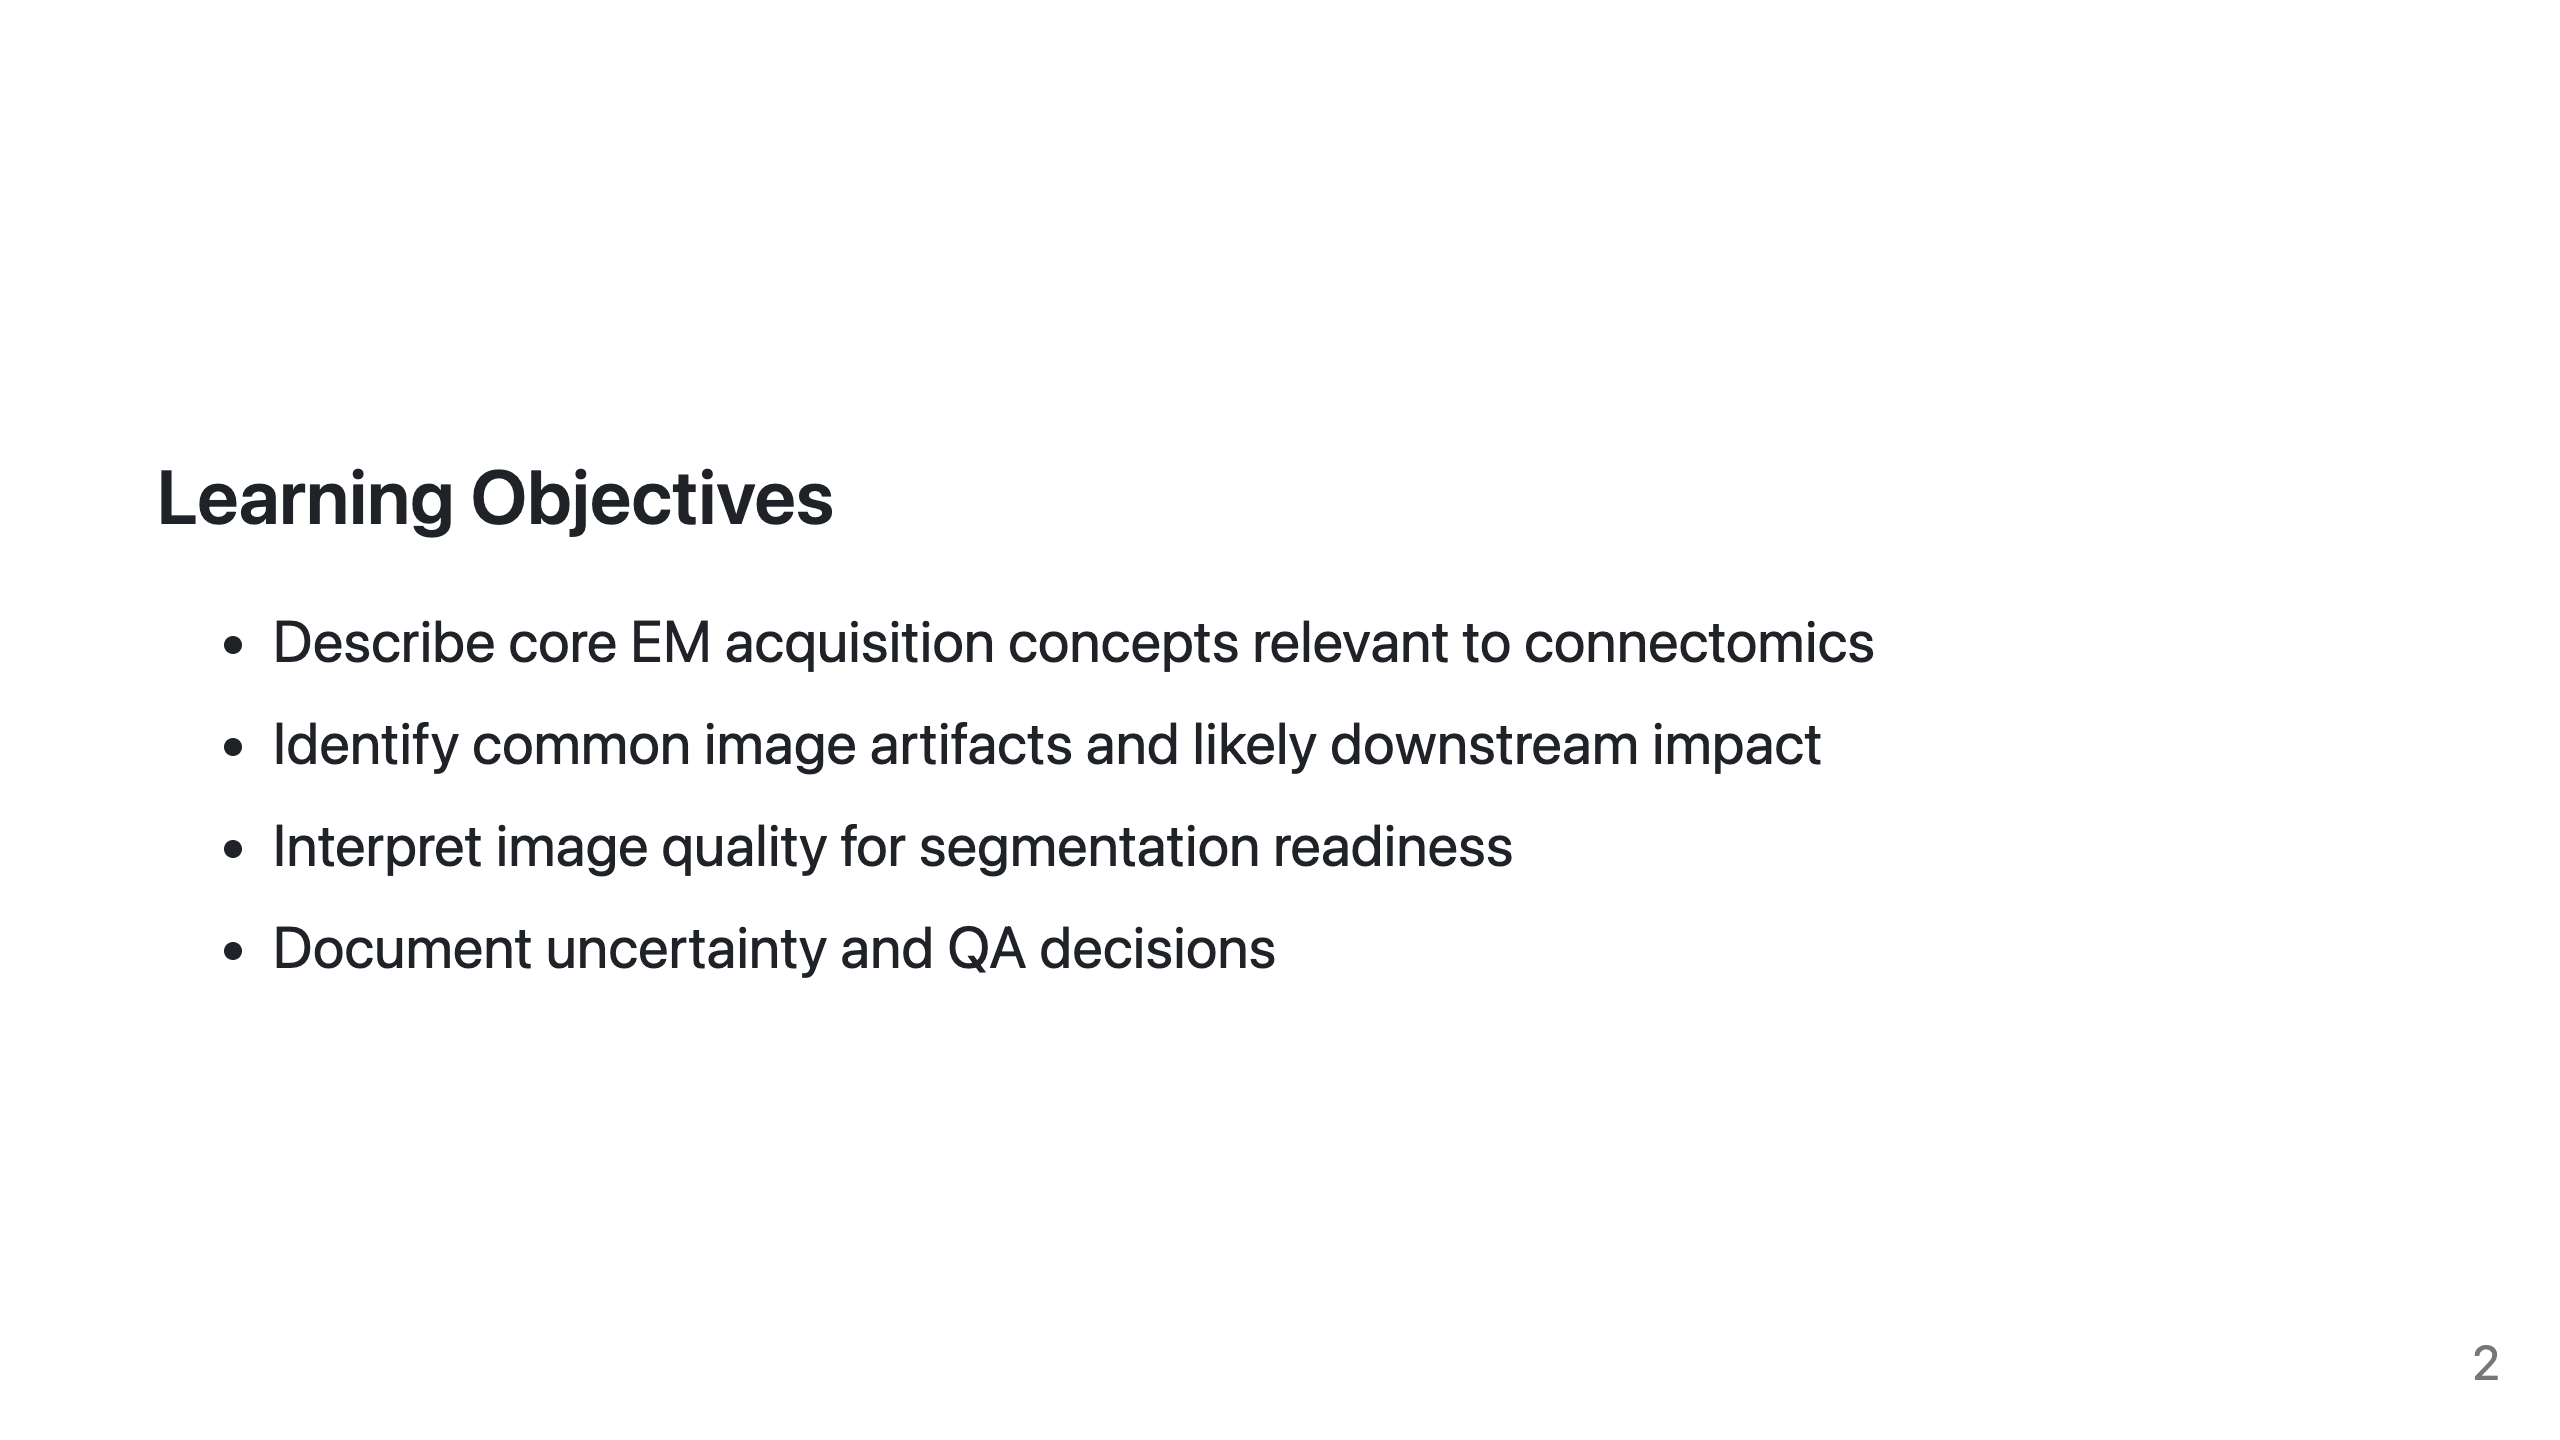 Learning Objectives
• Describe core EM acquisition concepts relevant to connectomics
• Identify common image artifacts and likely downstream impact
• Interpret image quality for segmentation readiness
• Document uncertainty and QA decisions
2